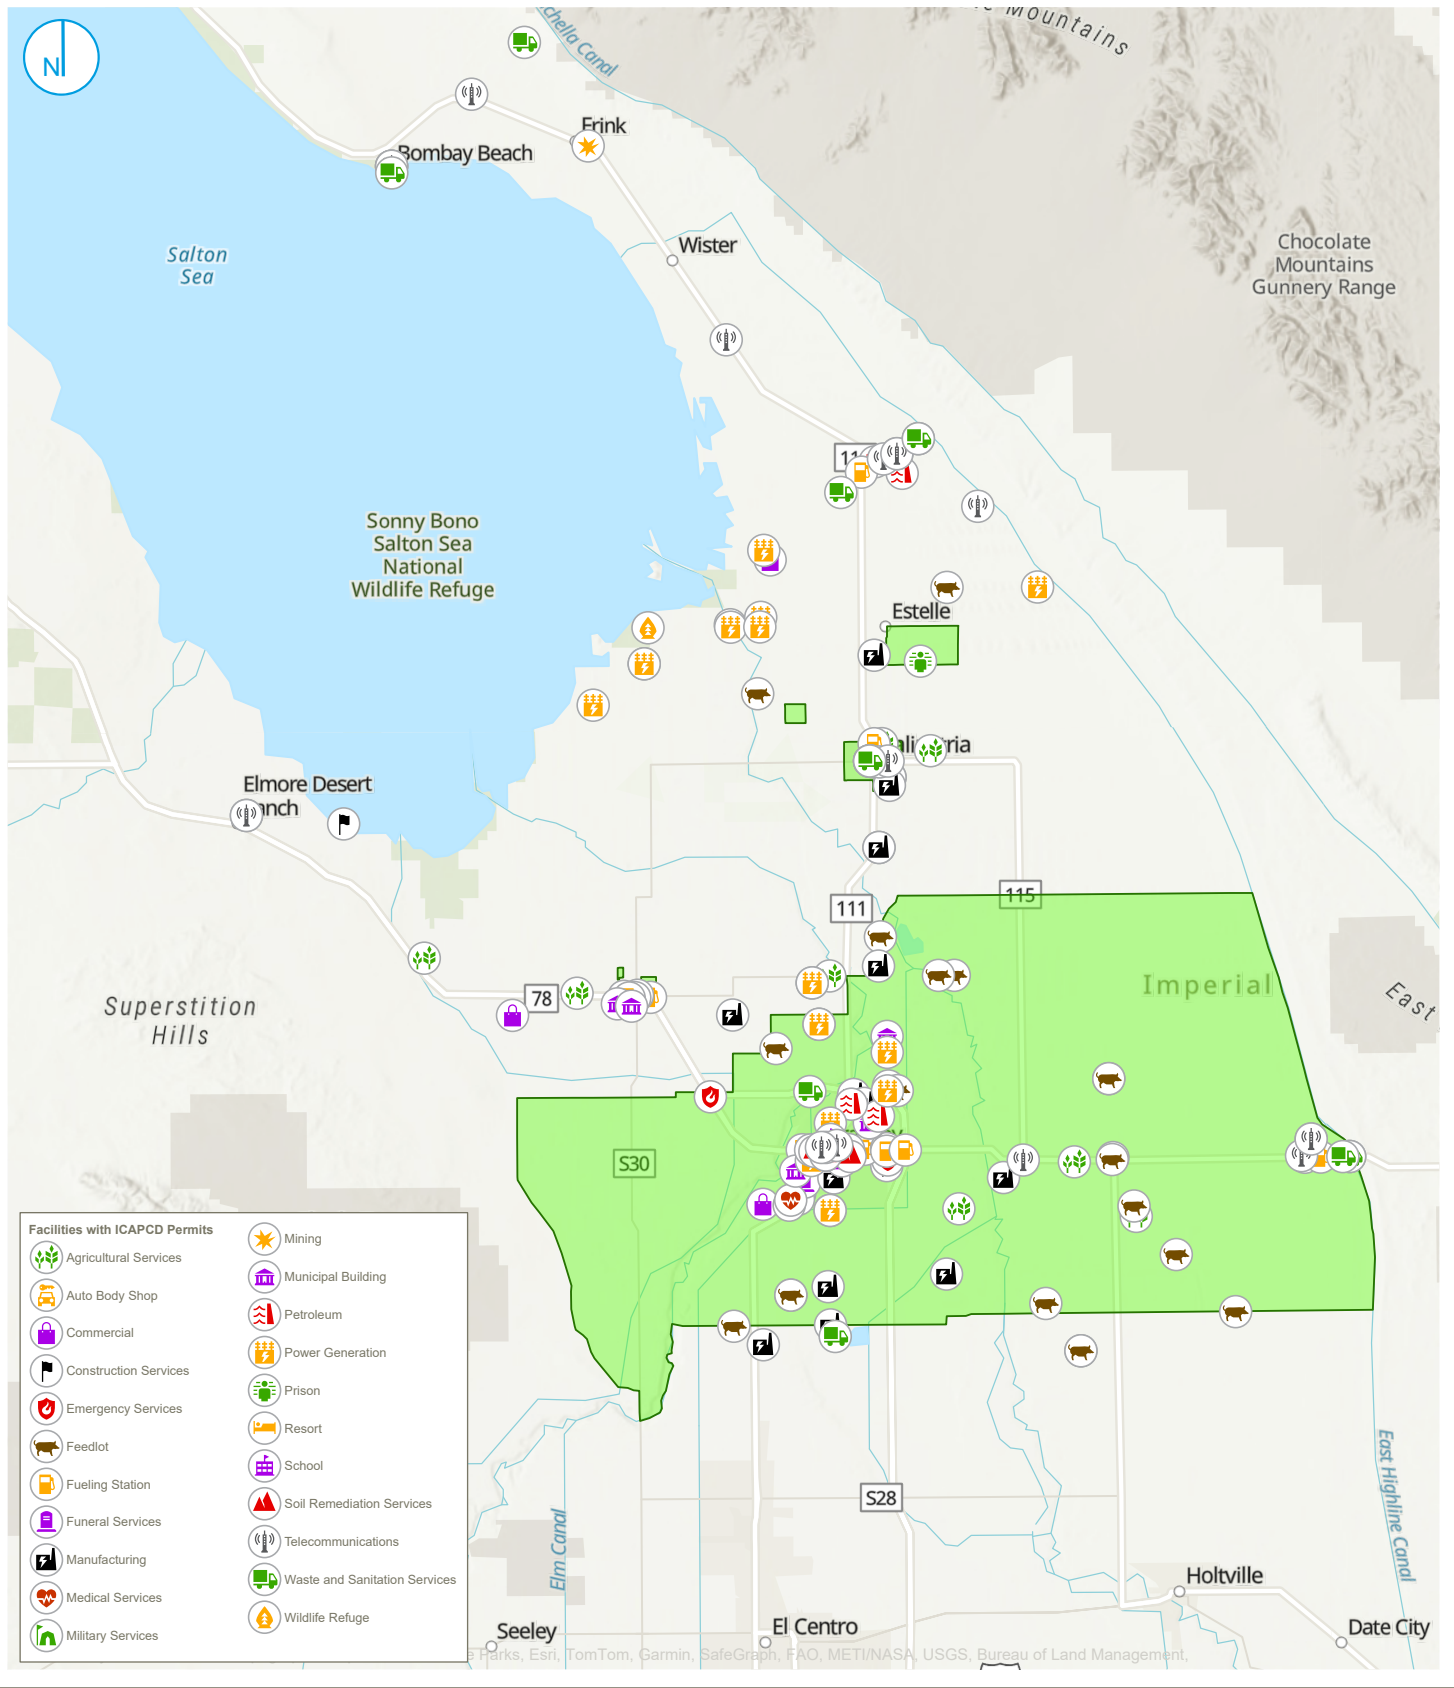 N
Mountains
Canal
Frink
Bombay Beach
Salton
Sea
Wister
Chocolate
Mountains
Gunnery Range
Sonny Bono
Salton Sea
National
Wildlife Refuge
Estelle
Elmore Desert
115
111
Imperial
78
Superstition
Hills
East
S30
Facilities with ICAPCD Permits
Agricultural Services
Auto Body Shop
Commercial
Construction Services
Emergency Services
Feedlot
Fueling Station
Funeral Services
Manufacturing
Medical Services
Military Services
Mining
Municipal Building
Petroleum
Power Generation
Prison
Resort
School
Soil Remediation Services
Telecommunications
Waste and Sanitation Services
Wildlife Refuge
S28
Elm Canal
East Highline Canal
Holtville
Seeley
El Centro
Date City
Parks, Esri, TomTom, Garmin, SafeGraph, FAO, METI/NASA, USGS, Bureau of Land Management,